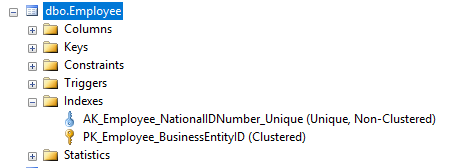 dbo.Employee
Columns
Keys
Constraints
Triggers
Indexes
AK_Employee_NationalIDNumber_Unique (Unique, Non-Clustered)
PK_Employee_BusinessEntityID (Clustered)
Statistics